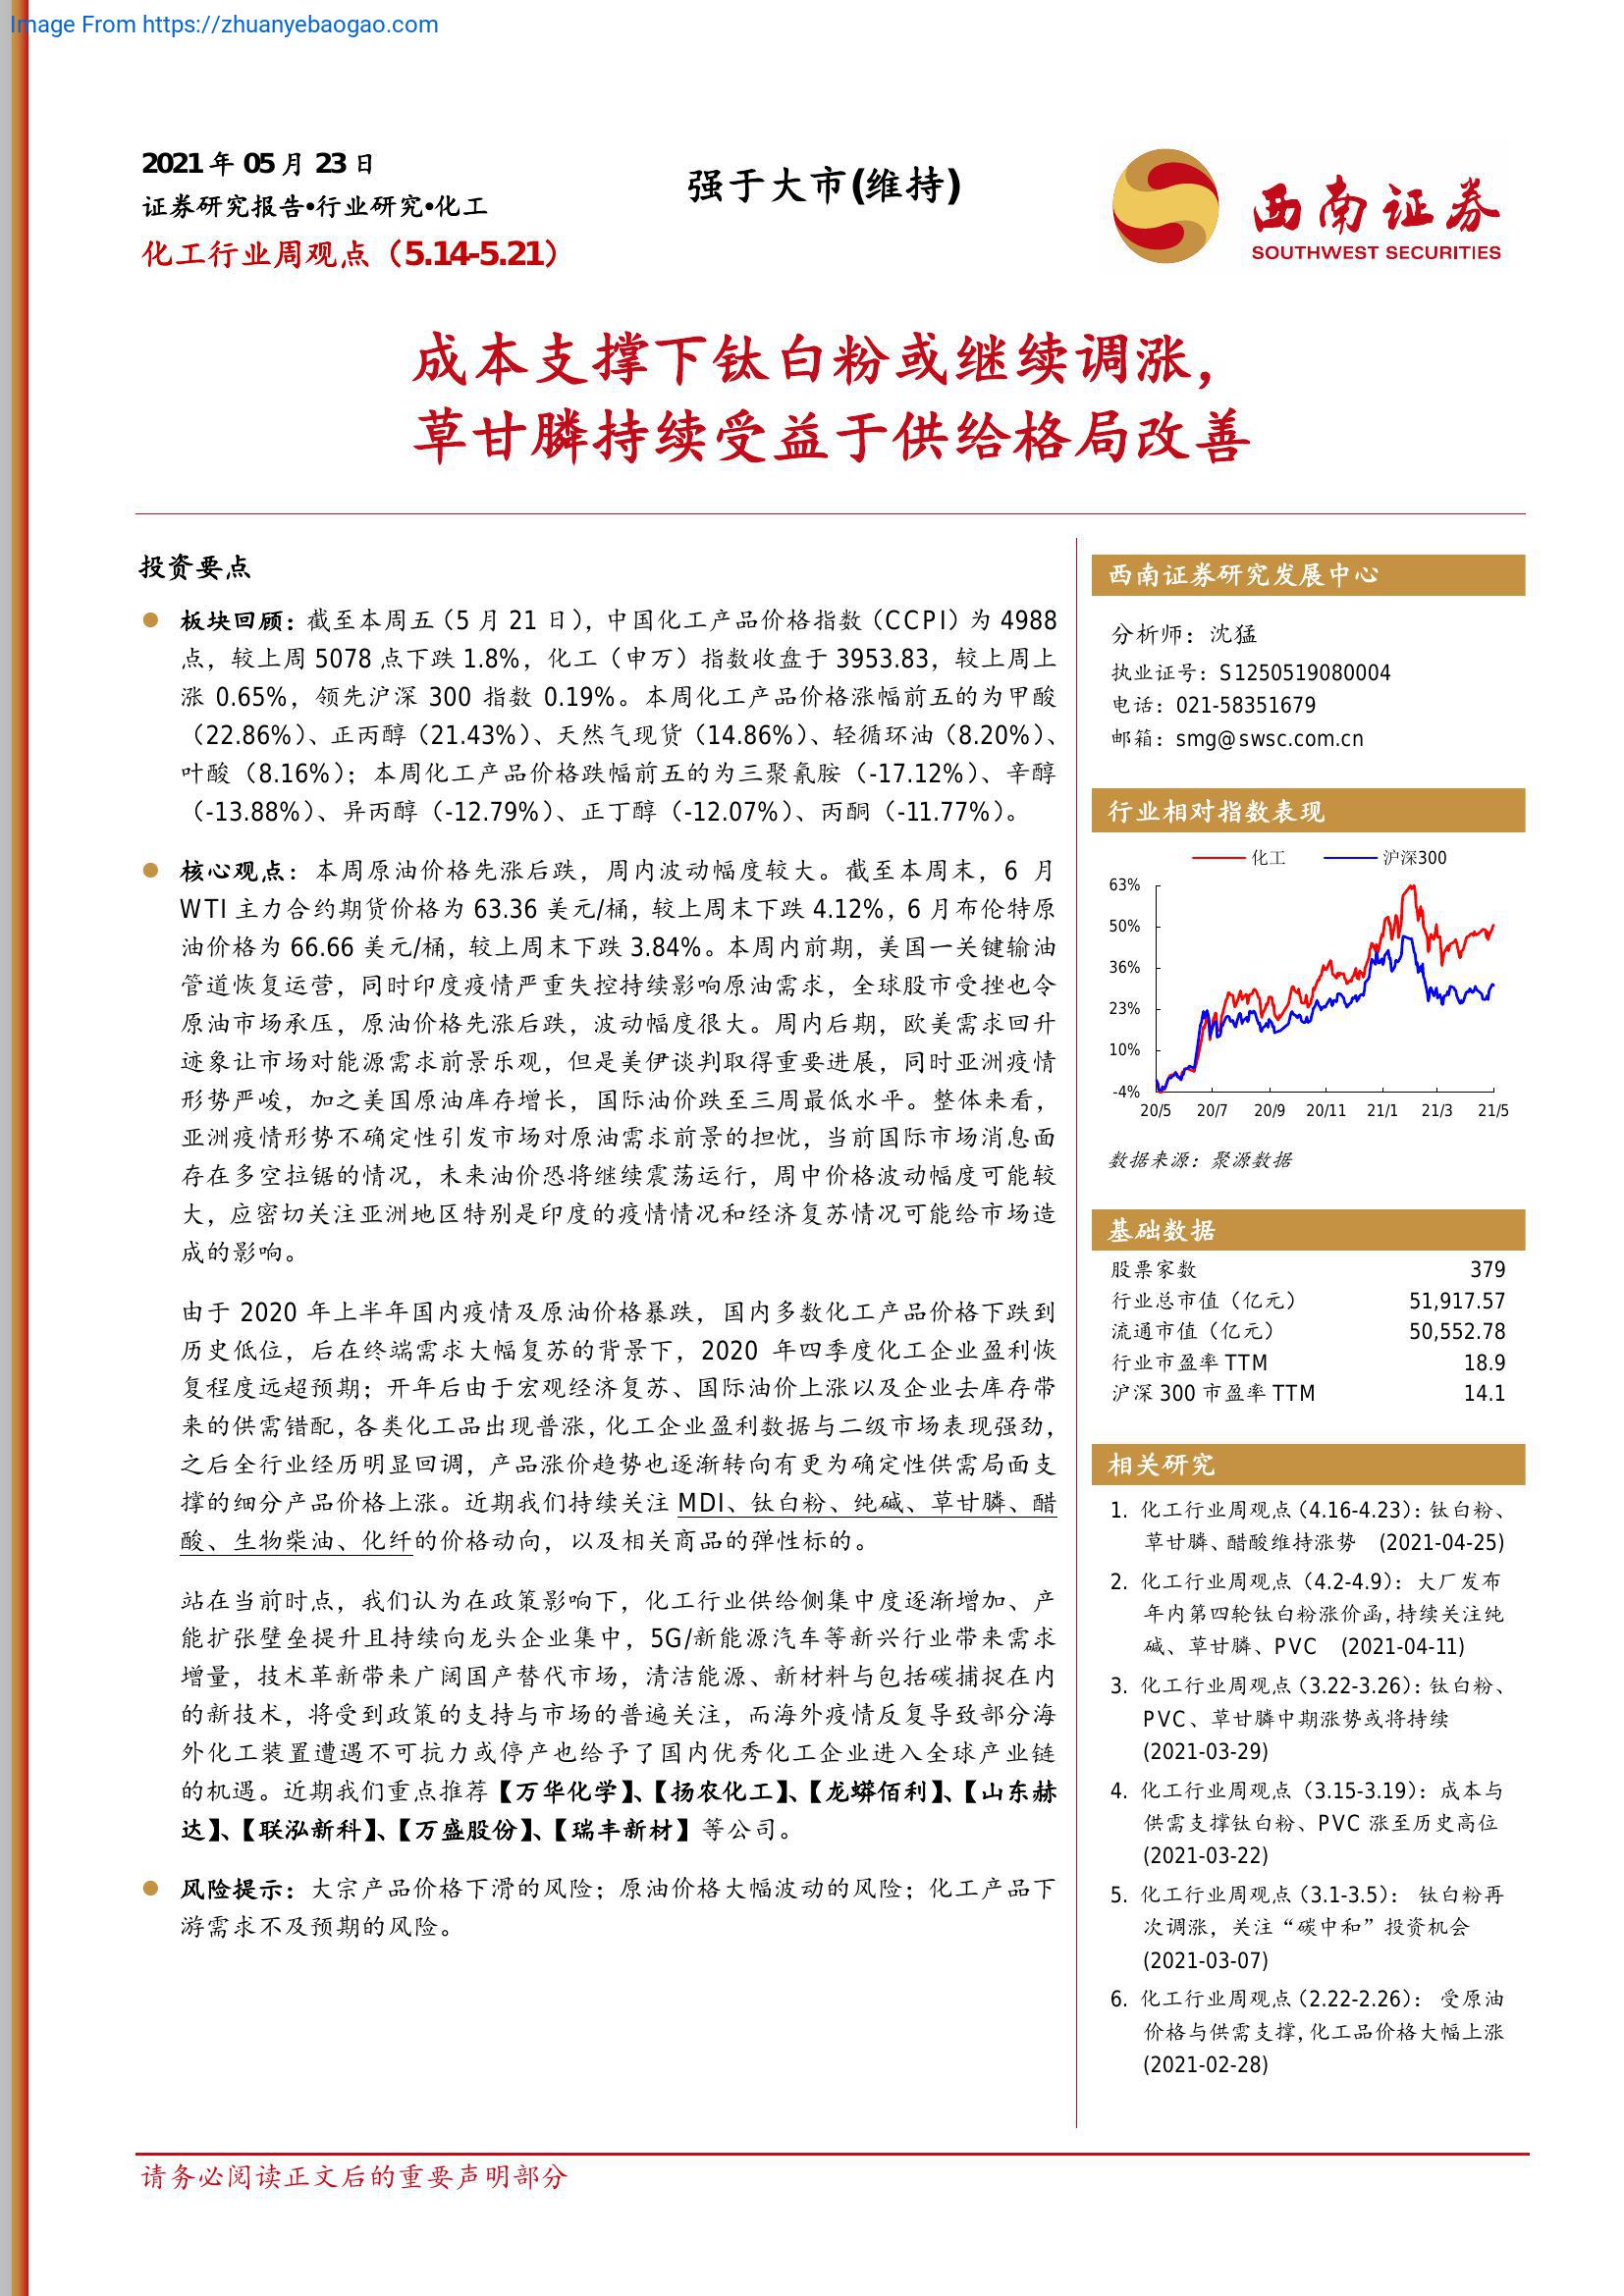 Image From https://zhuanyebaogao.com
2021 年 05 月 23 日
证券研究报告•行业研究•化工
化工行业周观点（5.14-5.21）
强于大市(维持)
西南证券
SOUTHWEST SECURITIES
成本支撑下钛白粉或继续调涨，
草甘膦持续受益于供给格局改善
投资要点
板块回顾：截至本周五（5 月 21 日），中国化工产品价格指数（CCPI）为 4988
点，较上周 5078 点下跌 1.8%，化工（申万）指数收盘于 3953.83，较上周上
涨 0.65%，领先沪深 300 指数 0.19%。本周化工产品价格涨幅前五的为甲酸
（22.86%）、正丙醇（21.43%）、天然气现货（14.86%）、轻循环油（8.20%）、
叶酸（8.16%）；本周化工产品价格跌幅前五的为三聚氰胺（-17.12%）、辛醇
（-13.88%）、异丙醇（-12.79%）、正丁醇（-12.07%）、丙酮（-11.77%）。
核心观点：本周原油价格先涨后跌，周内波动幅度较大。截至本周末，6 月
WTI 主力合约期货价格为 63.36 美元/桶，较上周末下跌 4.12%，6 月布伦特原
油价格为 66.66 美元/桶，较上周末下跌 3.84%。本周内前期，美国一关键输油
管道恢复运营，同时印度疫情严重失控持续影响原油需求，全球股市受挫也令
原油市场承压，原油价格先涨后跌，波动幅度很大。周内后期，欧美需求回升
迹象让市场对能源需求前景乐观，但是美伊谈判取得重要进展，同时亚洲疫情
形势严峻，加之美国原油库存增长，国际油价跌至三周最低水平。整体来看，
亚洲疫情形势不确定性引发市场对原油需求前景的担忧，当前国际市场消息面
存在多空拉锯的情况，未来油价恐将继续震荡运行，周中价格波动幅度可能较
大，应密切关注亚洲地区特别是印度的疫情情况和经济复苏情况可能给市场造
成的影响。
由于 2020 年上半年国内疫情及原油价格暴跌，国内多数化工产品价格下跌到
历史低位，后在终端需求大幅复苏的背景下，2020 年四季度化工企业盈利恢
复程度远超预期；开年后由于宏观经济复苏、国际油价上涨以及企业去库存带
来的供需错配，各类化工品出现普涨，化工企业盈利数据与二级市场表现强劲，
之后全行业经历明显回调，产品涨价趋势也逐渐转向有更为确定性供需局面支
撑的细分产品价格上涨。近期我们持续关注 MDI、钛白粉、纯碱、草甘膦、醋
酸、生物柴油、化纤的价格动向，以及相关商品的弹性标的。
站在当前时点，我们认为在政策影响下，化工行业供给侧集中度逐渐增加、产
能扩张壁垒提升且持续向龙头企业集中，5G/新能源汽车等新兴行业带来需求
增量，技术革新带来广阔国产替代市场，清洁能源、新材料与包括碳捕捉在内
的新技术，将受到政策的支持与市场的普遍关注，而海外疫情反复导致部分海
外化工装置遭遇不可抗力或停产也给予了国内优秀化工企业进入全球产业链
的机遇。近期我们重点推荐【万华化学】、【扬农化工】、【龙蟒佰利】、【山东赫
达】、【联泓新科】、【万盛股份】、【瑞丰新材】等公司。
风险提示：大宗产品价格下滑的风险；原油价格大幅波动的风险；化工产品下
游需求不及预期的风险。
西南证券研究发展中心
分析师：沈猛
执业证号：S1250519080004
电话：021-58351679
邮箱：smg@swsc.com.cn
行业相对指数表现
化工 沪深300
63%
50%
36%
23%
10%
-4%
20/5 20/7 20/9 20/11 21/1 21/3 21/5
数据来源：聚源数据
基础数据
股票家数 379
行业总市值（亿元） 51,917.57
流通市值（亿元） 50,552.78
行业市盈率 TTM 18.9
沪深 300 市盈率 TTM 14.1
相关研究
1. 化工行业周观点（4.16-4.23）：钛白粉、
草甘膦、醋酸维持涨势 (2021-04-25)
2. 化工行业周观点（4.2-4.9）：大厂发布
年内第四轮钛白粉涨价函，持续关注纯
碱、草甘膦、PVC (2021-04-11)
3. 化工行业周观点（3.22-3.26）：钛白粉、
PVC、草甘膦中期涨势或将持续
(2021-03-29)
4. 化工行业周观点（3.15-3.19）：成本与
供需支撑钛白粉、PVC 涨至历史高位
(2021-03-22)
5. 化工行业周观点（3.1-3.5）： 钛白粉再
次调涨，关注“碳中和”投资机会
(2021-03-07)
6. 化工行业周观点（2.22-2.26）： 受原油
价格与供需支撑，化工品价格大幅上涨
(2021-02-28)
请务必阅读正文后的重要声明部分